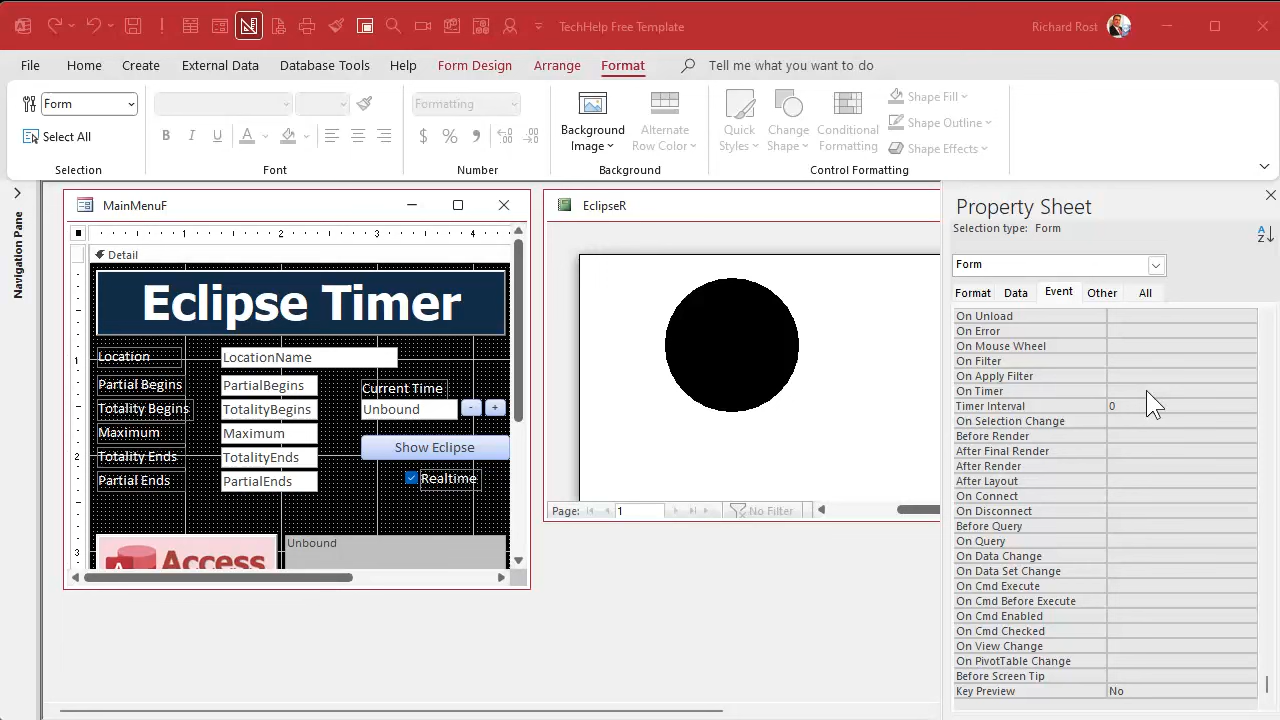 TechHelp Free Template
Richard Rost
File Home Create External Data Database Tools Help Form Design Arrange Format Tell me what you want to do
Form
Select All
Selection
B I U A
Font
Formatting
$ % 9
Number
Background Image
Alternate Row Color
Background
Quick Styles
Change Shape
Conditional Formatting
Shape Fill
Shape Outline
Shape Effects
Control Formatting
Navigation Pane
MainMenuF
1 2 3 4
Detail
Eclipse Timer
1
Location LocationName
Partial Begins PartialBegins Current Time
Totality Begins TotalityBegins Unbound - +
Maximum Maximum Show Eclipse
2
Totality Ends TotalityEnds
Partial Ends PartialEnds Realtime
3
Access
Unbound
EclipseR
Page: 1 No Filter
Property Sheet
Selection type: Form
A Z
Form
Format Data Event Other All
On Unload
On Error
On Mouse Wheel
On Filter
On Apply Filter
On Timer
Timer Interval 0
On Selection Change
Before Render
After Final Render
After Render
After Layout
On Connect
On Disconnect
Before Query
On Query
On Data Change
On Data Set Change
On Cmd Execute
On Cmd Before Execute
On Cmd Enabled
On Cmd Checked
On View Change
On PivotTable Change
Before Screen Tip
Key Preview No